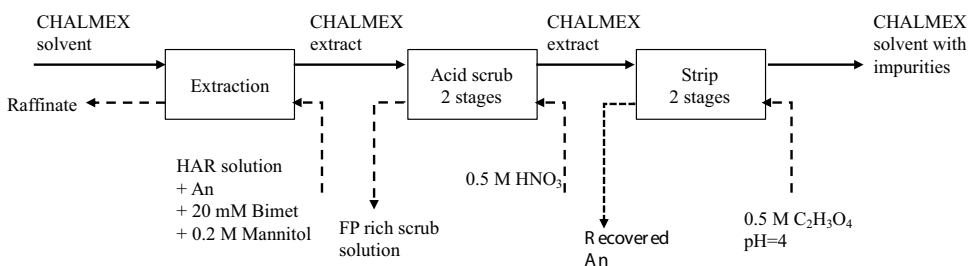 CHALMEX
solvent
CHALMEX
extract
CHALMEX
extract
CHALMEX
solvent with
impurities
Extraction
Acid scrub
2 stages
Strip
2 stages
Raffinate
HAR solution
+ An
+ 20 mM Bimet
+ 0.2 M Mannitol
FP rich scrub
solution
0.5 M HNO₃
Recovered
An
0.5 M C₂H₃O₄
pH=4